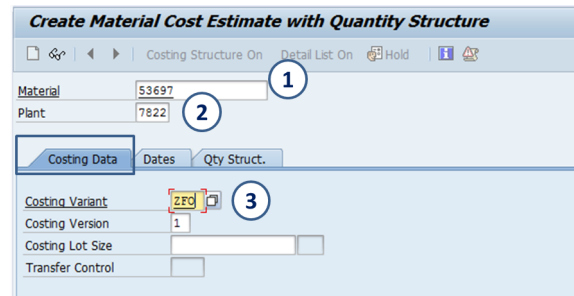 Create Material Cost Estimate with Quantity Structure
Costing Structure On Detail List On Hold
1
Material 53697
Plant 7822
2
Costing Data Dates Qty Struct.
Costing Variant ZFO
3
Costing Version 1
Costing Lot Size
Transfer Control